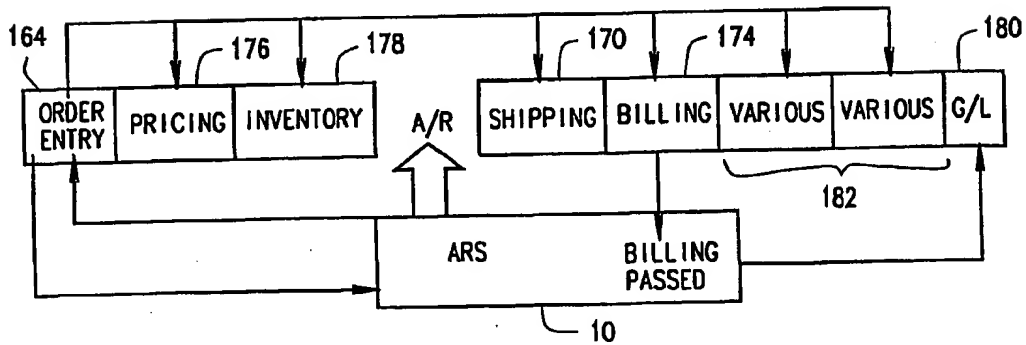 164
176
178
170
174
180
ORDER
ENTRY
PRICING
INVENTORY
A/R
SHIPPING
BILLING
VARIOUS
VARIOUS
G/L
182
ARS
BILLING
PASSED
10